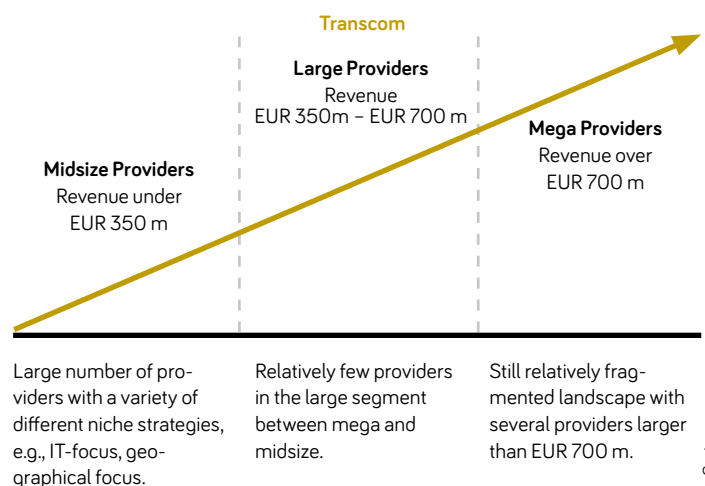 Transcom
Large Providers
Revenue
EUR 350m – EUR 700 m
Mega Providers
Revenue over
EUR 700 m
Midsize Providers
Revenue under
EUR 350 m
Large number of pro-
viders with a variety of
different niche strategies,
e.g., IT-focus, geo-
graphical focus.
Relatively few providers
in the large segment
between mega and
midsize.
Still relatively frag-
mented landscape with
several providers larger
than EUR 700 m.